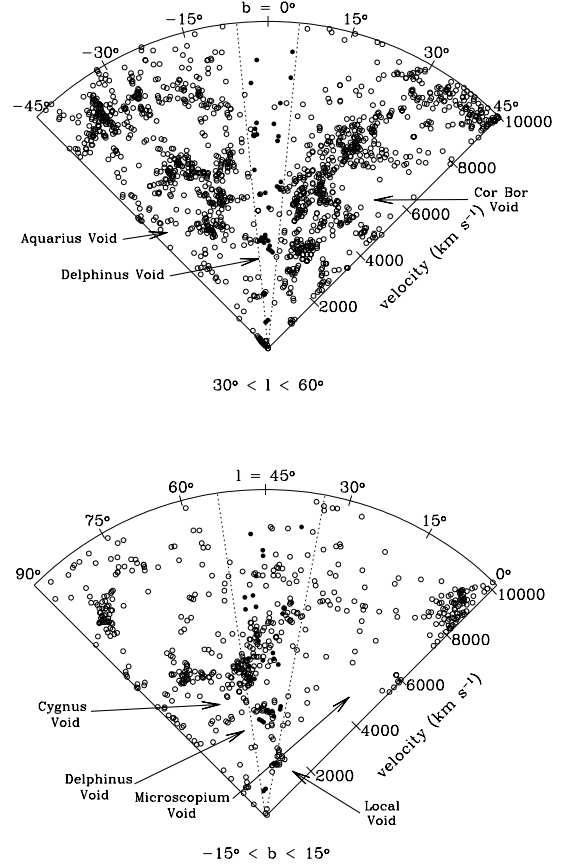 b = 0°
-15° 15°
-30° 30°
-45° 45°
10000
8000
Cor Bor
Void
6000
Aquarius Void
Delphinus Void
4000
velocity (km s⁻¹)
2000
30° < l < 60°
l = 45°
60° 30°
75° 15°
90° 0°
10000
8000
6000
Cygnus
Void
4000
velocity (km s⁻¹)
Delphinus
Void
2000
Microscopium
Void
Local
Void
-15° < b < 15°